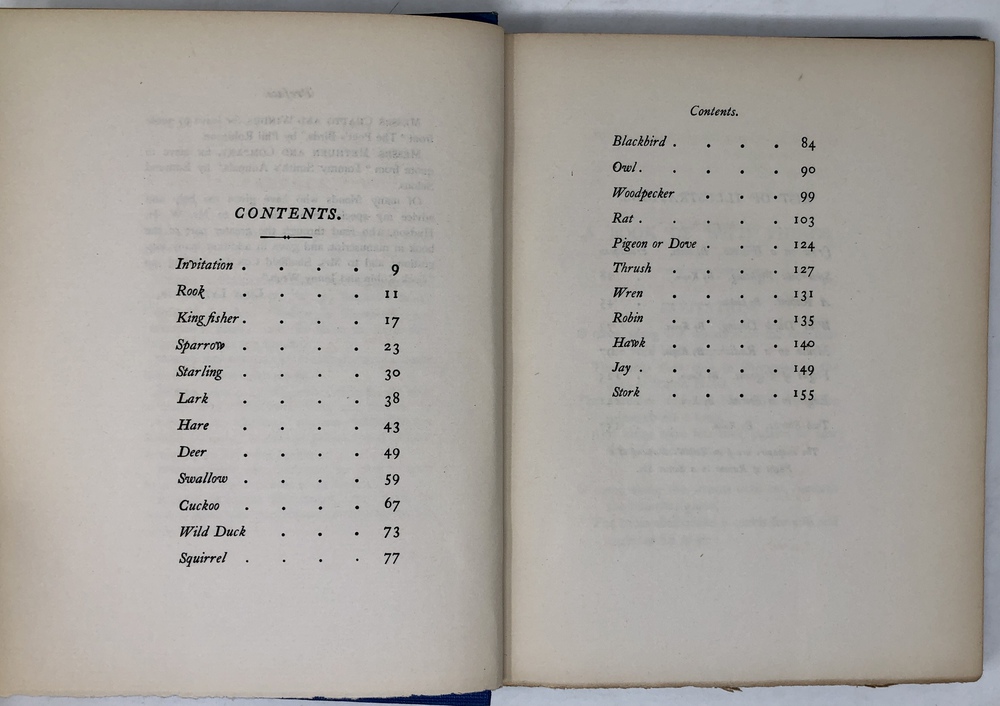 CONTENTS.
Invitation . . . . 9
Rook . . . . 11
Kingfisher . . . . 17
Sparrow . . . . 23
Starling . . . . 30
Lark . . . . 38
Hare . . . . 43
Deer . . . . 49
Swallow . . . . 59
Cuckoo . . . . 67
Wild Duck . . . 73
Squirrel . . . . 77
Contents.
Blackbird . . . . 84
Owl . . . . . 90
Woodpecker . . . 99
Rat . . . . . 103
Pigeon or Dove . . . 124
Thrush . . . . 127
Wren . . . . 131
Robin . . . . 135
Hawk . . . . 140
Jay . . . . . 149
Stork . . . . 155